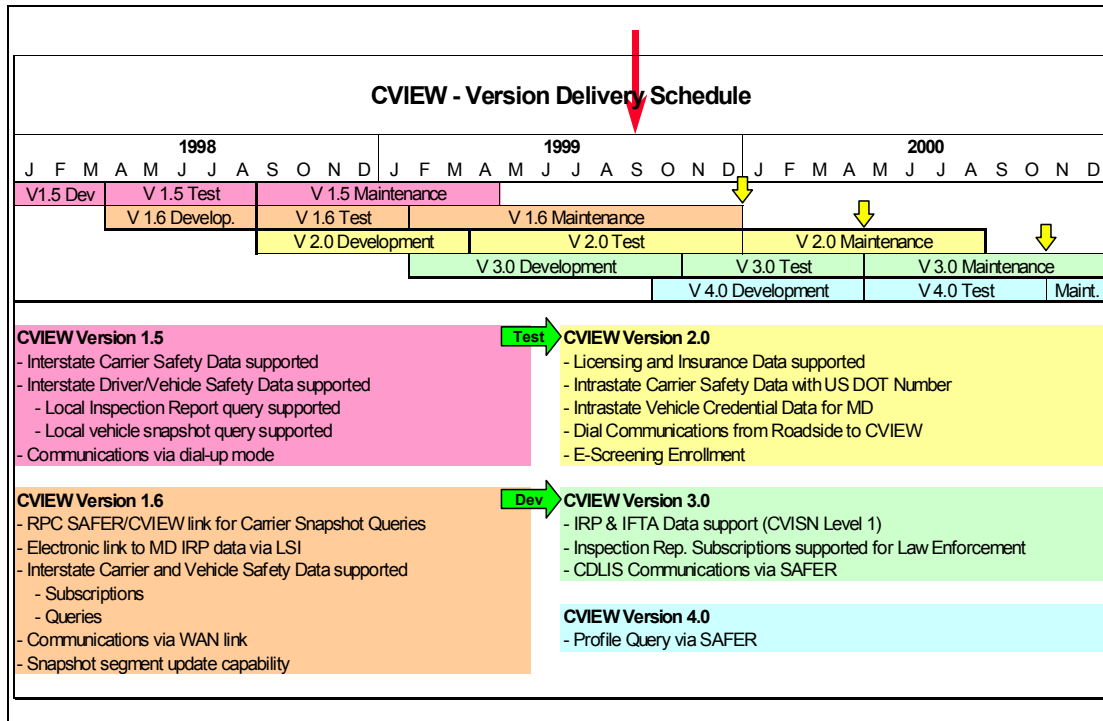 CVIEW - Version Delivery Schedule
1998 1999 2000
J F M A M J J A S O N D J F M A M J J A S O N D J F M A M J J A S O N D
V1.5 Dev V 1.5 Test V 1.5 Maintenance
V 1.6 Develop. V 1.6 Test V 1.6 Maintenance
V 2.0 Development V 2.0 Test V 2.0 Maintenance
V 3.0 Development V 3.0 Test V 3.0 Maintenance
V 4.0 Development V 4.0 Test Maint.
CVIEW Version 1.5
- Interstate Carrier Safety Data supported
- Interstate Driver/Vehicle Safety Data supported
- Local Inspection Report query supported
- Local vehicle snapshot query supported
- Communications via dial-up mode
Test
CVIEW Version 2.0
- Licensing and Insurance Data supported
- Intrastate Carrier Safety Data with US DOT Number
- Intrastate Vehicle Credential Data for MD
- Dial Communications from Roadside to CVIEW
- E-Screening Enrollment
CVIEW Version 1.6
- RPC SAFER/CVIEW link for Carrier Snapshot Queries
- Electronic link to MD IRP data via LSI
- Interstate Carrier and Vehicle Safety Data supported
- Subscriptions
- Queries
- Communications via WAN link
- Snapshot segment update capability
Dev
CVIEW Version 3.0
- IRP & IFTA Data support (CVISN Level 1)
- Inspection Rep. Subscriptions supported for Law Enforcement
- CDLIS Communications via SAFER
CVIEW Version 4.0
- Profile Query via SAFER